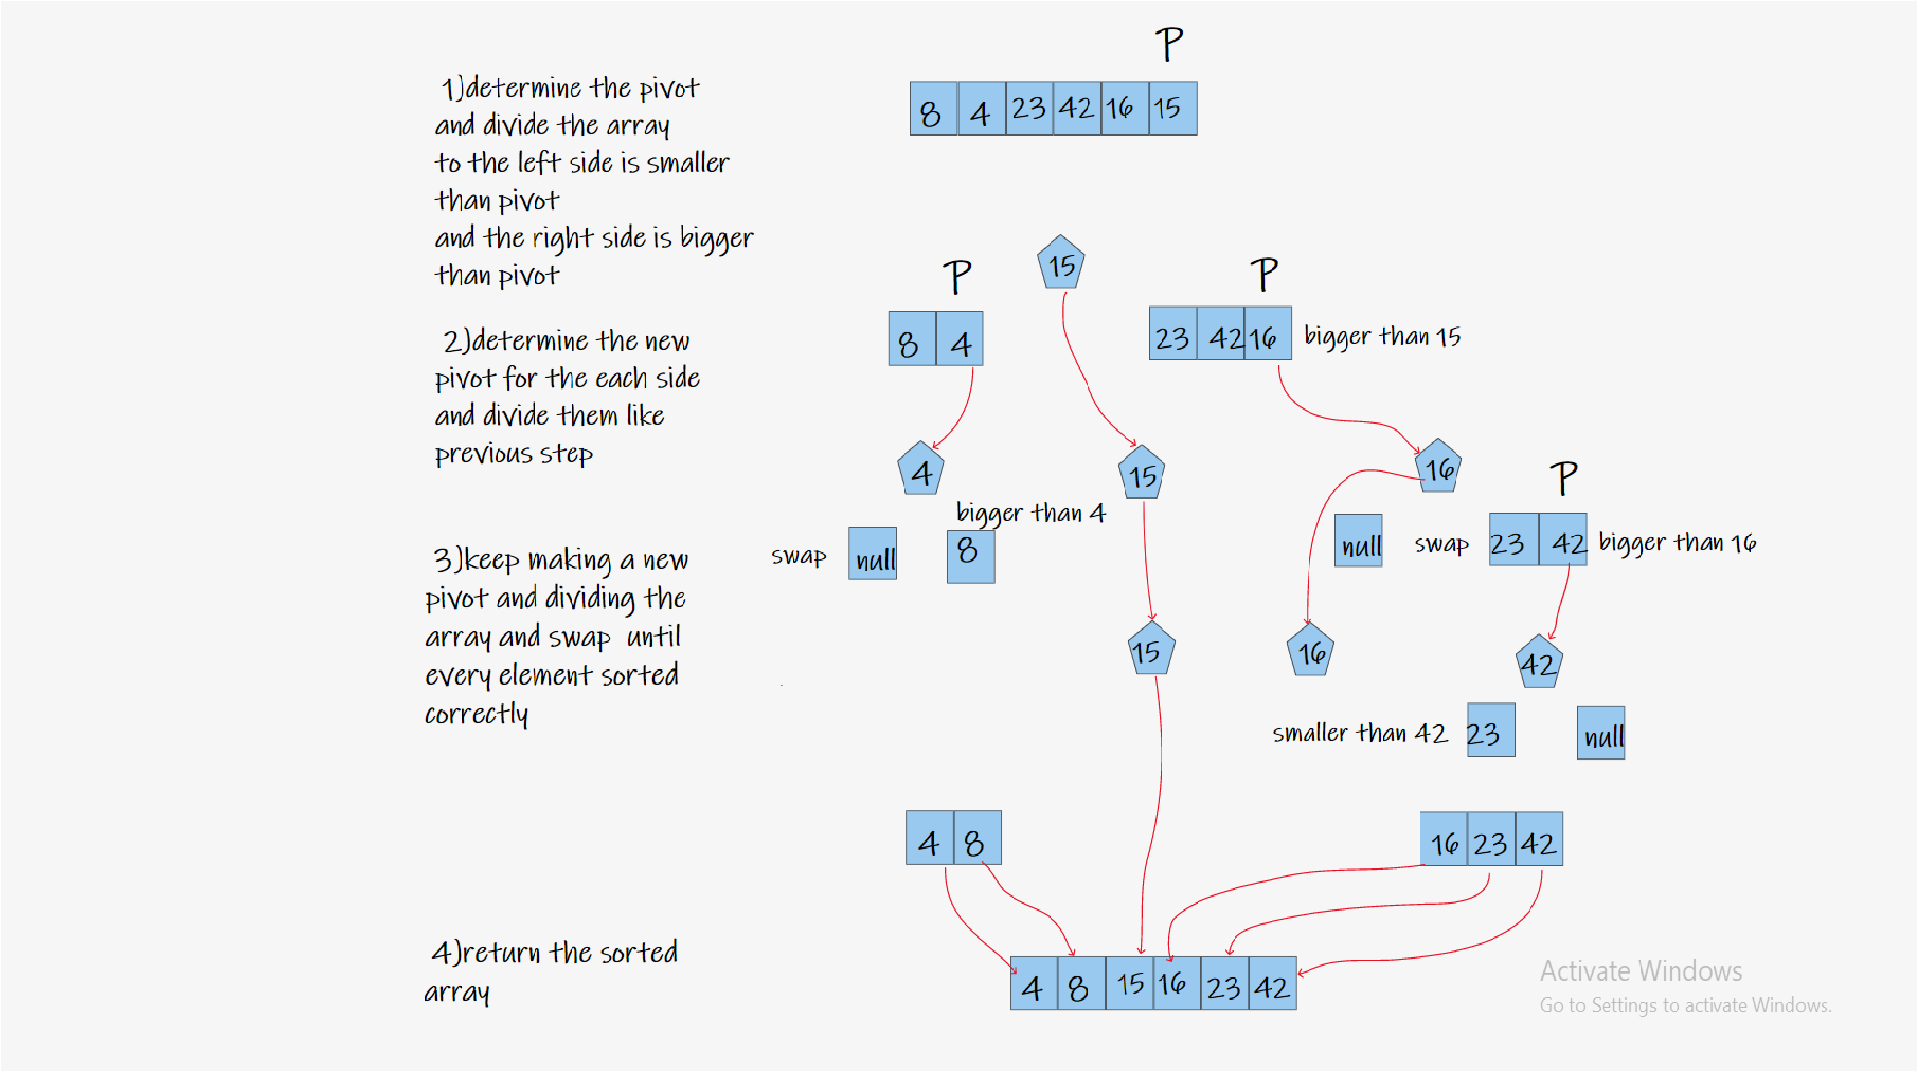 1)determine the pivot
and divide the array
to the left side is smaller
than pivot
and the right side is bigger
than pivot
2)determine the new
pivot for the each side
and divide them like
previous step
3)keep making a new
pivot and dividing the
array and swap until
every element sorted
correctly
4)return the sorted
array
P
8 4 23 42 16 15
15
P
8 4
P
23 42 16 bigger than 15
4
15
16
P
bigger than 4
swap null 8
null swap 23 42 bigger than 16
15
16
42
smaller than 42 23 null
4 8
16 23 42
4 8 15 16 23 42
Activate Windows
Go to Settings to activate Windows.